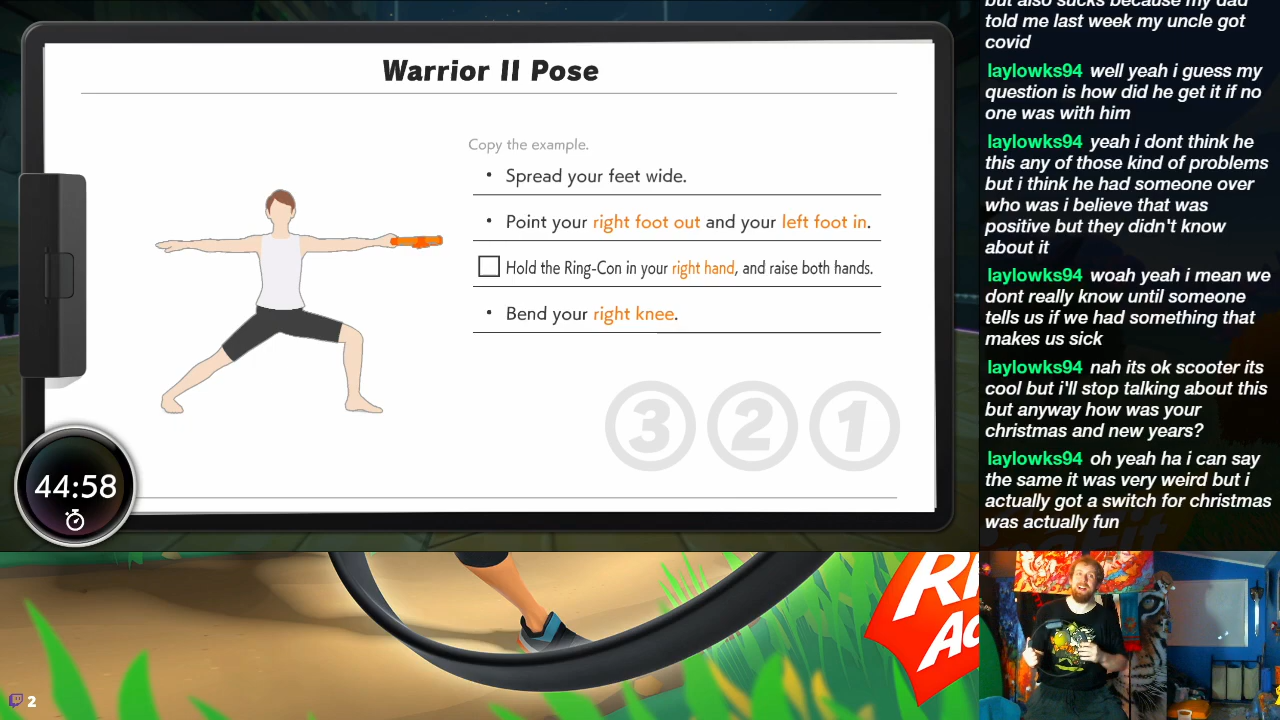 Warrior II Pose
Copy the example.
• Spread your feet wide.
• Point your right foot out and your left foot in.
Hold the Ring-Con in your right hand, and raise both hands.
• Bend your right knee.
3 2 1
44:58
told me last week my uncle got
covid
laylowks94 well yeah i guess my
question is how did he get it if no
one was with him
laylowks94 yeah i dont think he
this any of those kind of problems
but i think he had someone over
who was i believe that was
positive but they didn't know
about it
laylowks94 woah yeah i mean we
dont really know until someone
tells us if we had something that
makes us sick
laylowks94 nah its ok scooter its
cool but i'll stop talking about this
but anyway how was your
christmas and new years?
laylowks94 oh yeah ha i can say
the same it was very weird but i
actually got a switch for christmas
was actually fun
2